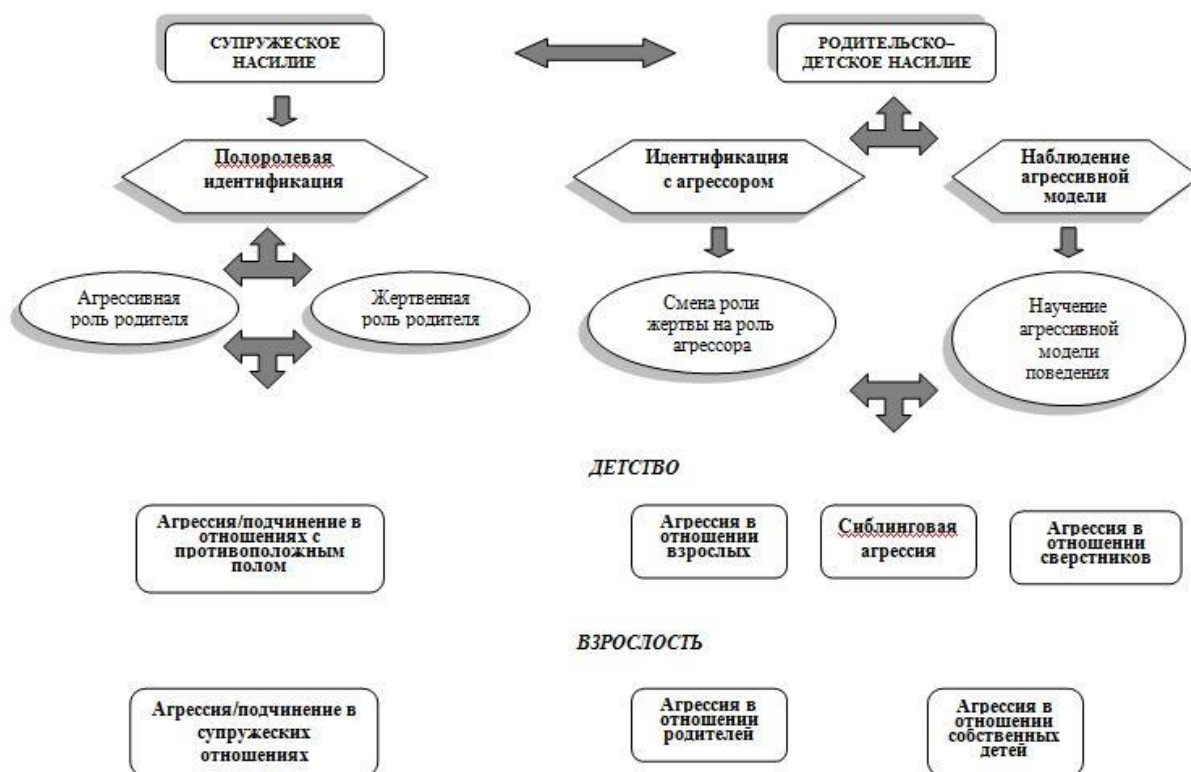 СУПРУЖЕСКОЕ
НАСИЛИЕ
РОДИТЕЛЬСКО–
ДЕТСКОЕ НАСИЛИЕ
Полоролевая
идентификация
Идентификация
с агрессором
Наблюдение
агрессивной
модели
Агрессивная
роль родителя
Жертвенная
роль родителя
Смена роли
жертвы на роль
агрессора
Научение
агрессивной
модели
поведения
ДЕТСТВО
Агрессия/подчинение в
отношениях с
противоположным
полом
Агрессия в
отношении
взрослых
Сиблинговая
агрессия
Агрессия в
отношении
сверстников
ВЗРОСЛОСТЬ
Агрессия/подчинение в
супружеских
отношениях
Агрессия в
отношении
родителей
Агрессия в
отношении
собственных
детей